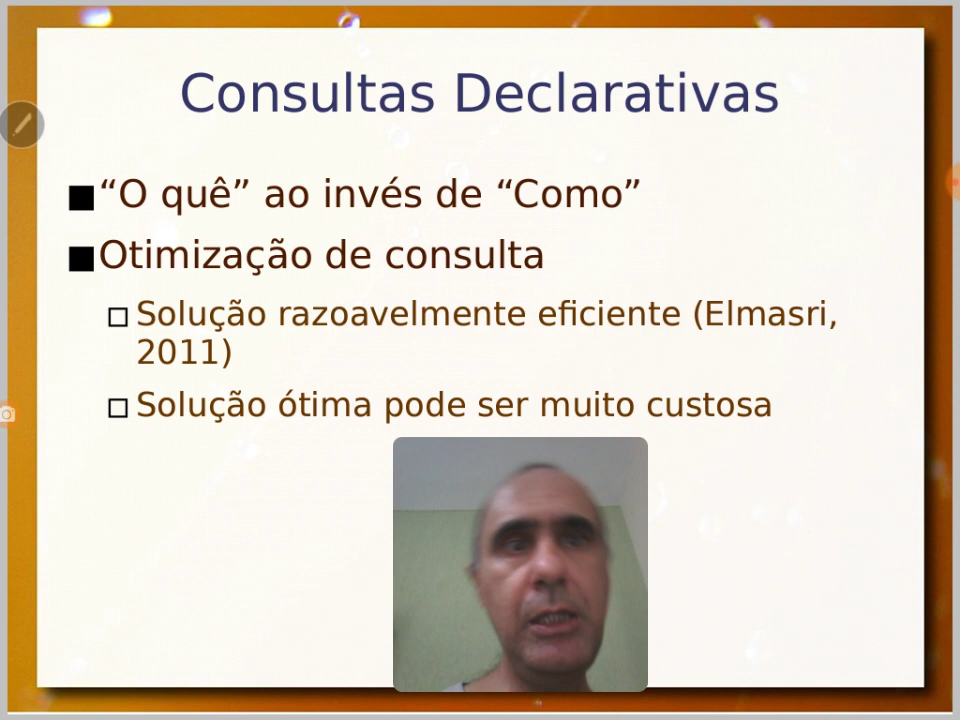 Consultas Declarativas
“O quê” ao invés de “Como”
Otimização de consulta
Solução razoavelmente eficiente (Elmasri,
2011)
Solução ótima pode ser muito custosa